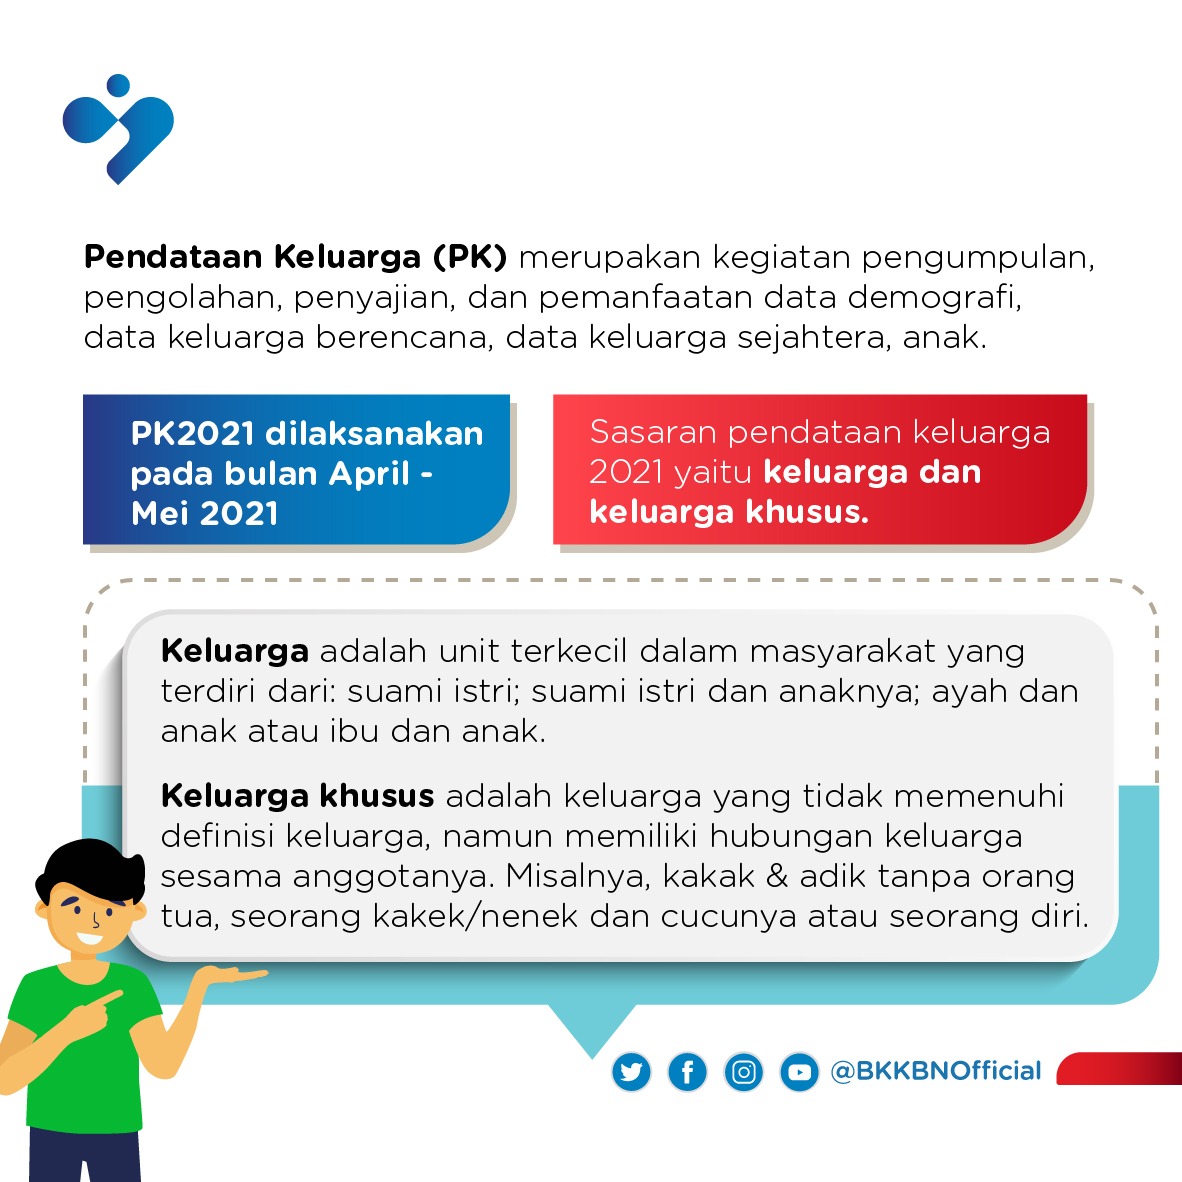 Pendataan Keluarga (PK) merupakan kegiatan pengumpulan,
pengolahan, penyajian, dan pemanfaatan data demografi,
data keluarga berencana, data keluarga sejahtera, anak.
PK2021 dilaksanakan
pada bulan April -
Mei 2021
Sasaran pendataan keluarga
2021 yaitu keluarga dan
keluarga khusus.
Keluarga adalah unit terkecil dalam masyarakat yang
terdiri dari: suami istri; suami istri dan anaknya; ayah dan
anak atau ibu dan anak.
Keluarga khusus adalah keluarga yang tidak memenuhi
definisi keluarga, namun memiliki hubungan keluarga
sesama anggotanya. Misalnya, kakak & adik tanpa orang
tua, seorang kakek/nenek dan cucunya atau seorang diri.
@BKKBNOfficial